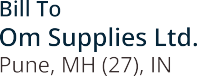 Bill To
Om Supplies Ltd.
Pune, MH (27), IN